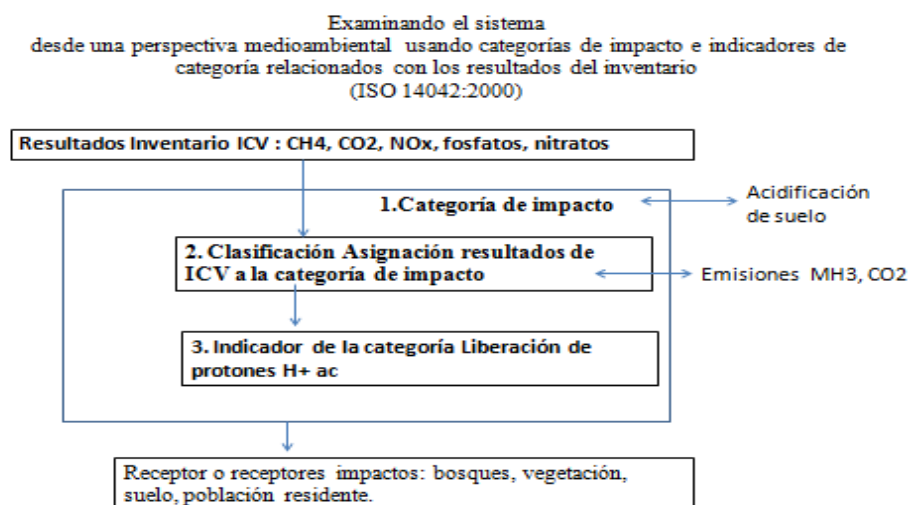 Examinando el sistema
desde una perspectiva medioambiental usando categorías de impacto e indicadores de
categoría relacionados con los resultados del inventario
(ISO 14042:2000)
Resultados Inventario ICV : CH4, CO2, NOx, fosfatos, nitratos
1.Categoría de impacto
Acidificación
de suelo
2. Clasificación Asignación resultados de
ICV a la categoría de impacto
Emisiones MH3, CO2
3. Indicador de la categoría Liberación de
protones H+ ac
Receptor o receptores impactos: bosques, vegetación,
suelo, población residente.